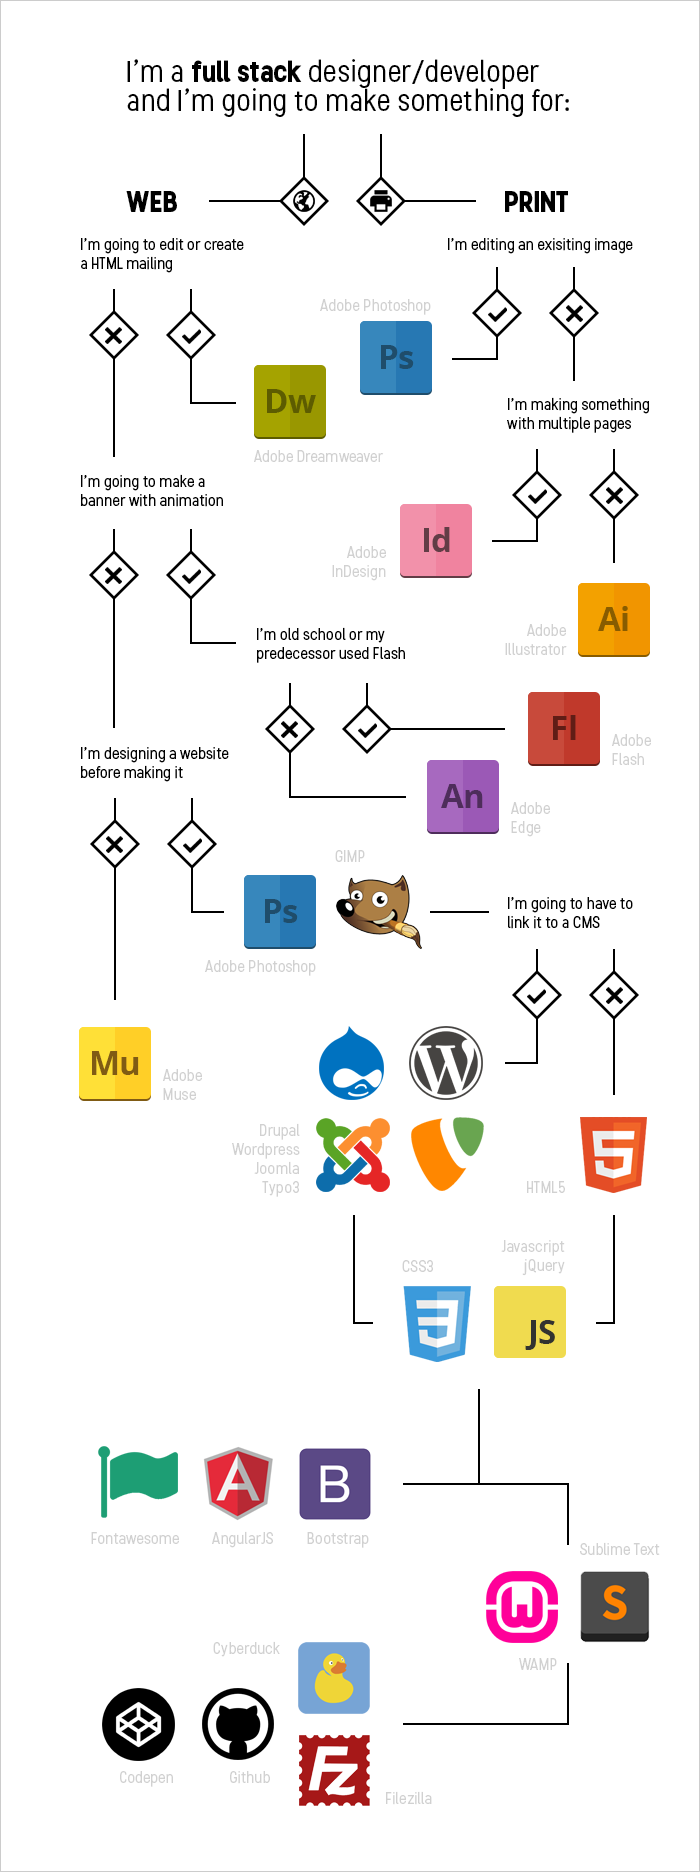 I'm a full stack designer/developer
and I'm going to make something for:
WEB
PRINT
I'm going to edit or create
a HTML mailing
I'm editing an exisiting image
Adobe Photoshop
Ps
Dw
Adobe Dreamweaver
I'm making something
with multiple pages
I'm going to make a
banner with animation
Id
Adobe
InDesign
Ai
Adobe
Illustrator
I'm old school or my
predecessor used Flash
Fl
Adobe
Flash
I'm designing a website
before making it
An
Adobe
Edge
GIMP
Ps
Adobe Photoshop
I'm going to have to
link it to a CMS
Mu
Adobe
Muse
W
Drupal
Wordpress
Joomla
Typo3
5
HTML5
CSS3
Javascript
jQuery
3
JS
A
B
Fontawesome
AngularJS
Bootstrap
Sublime Text
W
S
WAMP
Cyberduck
Codepen
Github
Fz
Filezilla